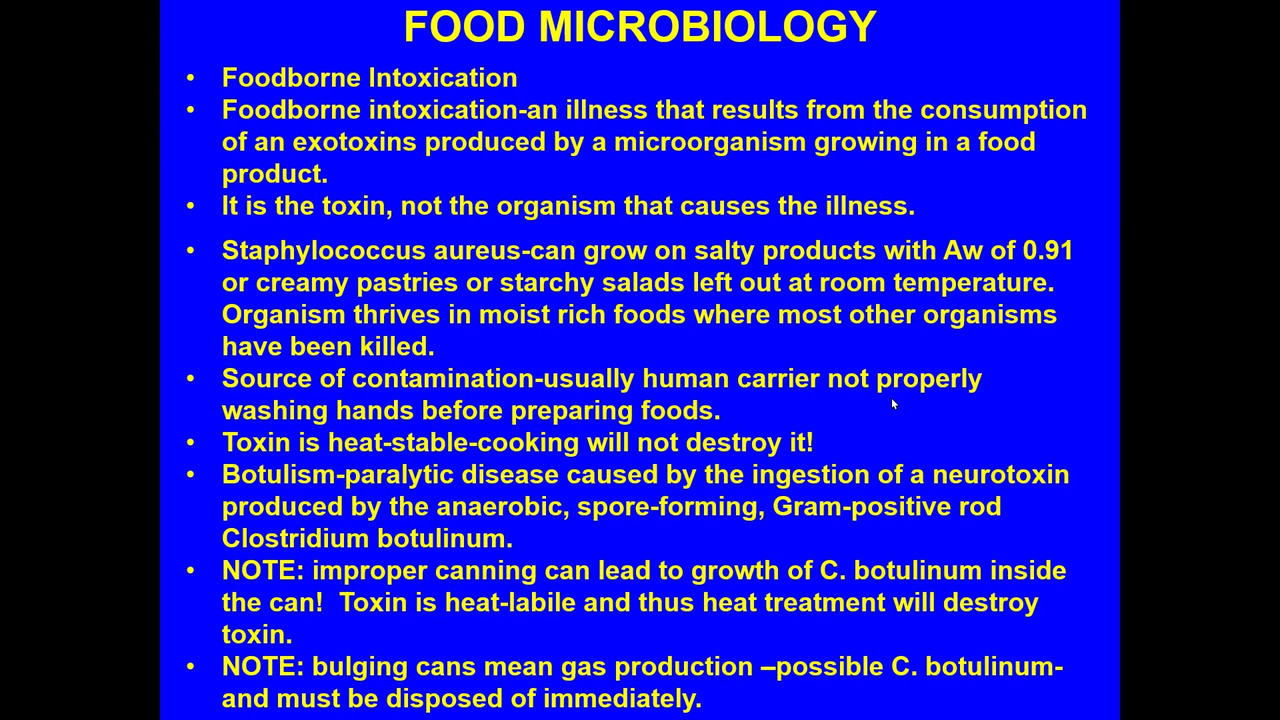 FOOD MICROBIOLOGY
• Foodborne Intoxication
• Foodborne intoxication-an illness that results from the consumption
of an exotoxins produced by a microorganism growing in a food
product.
• It is the toxin, not the organism that causes the illness.
• Staphylococcus aureus-can grow on salty products with Aw of 0.91
or creamy pastries or starchy salads left out at room temperature.
Organism thrives in moist rich foods where most other organisms
have been killed.
• Source of contamination-usually human carrier not properly
washing hands before preparing foods.
• Toxin is heat-stable-cooking will not destroy it!
• Botulism-paralytic disease caused by the ingestion of a neurotoxin
produced by the anaerobic, spore-forming, Gram-positive rod
Clostridium botulinum.
• NOTE: improper canning can lead to growth of C. botulinum inside
the can!  Toxin is heat-labile and thus heat treatment will destroy
toxin.
• NOTE: bulging cans mean gas production –possible C. botulinum-
and must be disposed of immediately.